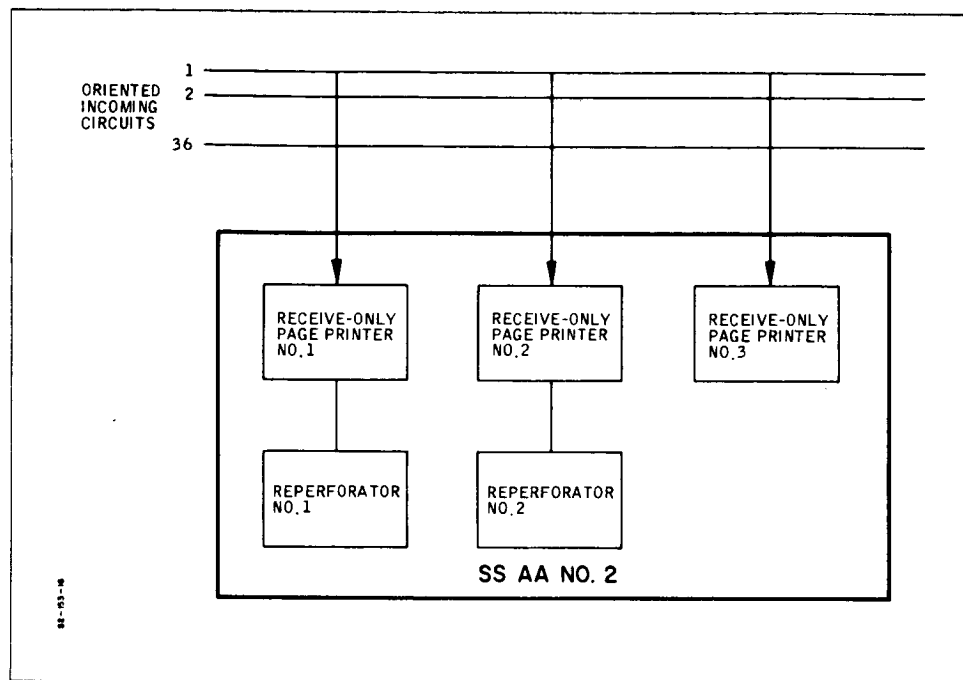 1
ORIENTED
INCOMING
CIRCUITS
2
36
RECEIVE-ONLY
PAGE PRINTER
NO.1
RECEIVE-ONLY
PAGE PRINTER
NO.2
RECEIVE-ONLY
PAGE PRINTER
NO.3
REPERFORATOR
NO.1
REPERFORATOR
NO.2
SS AA NO. 2